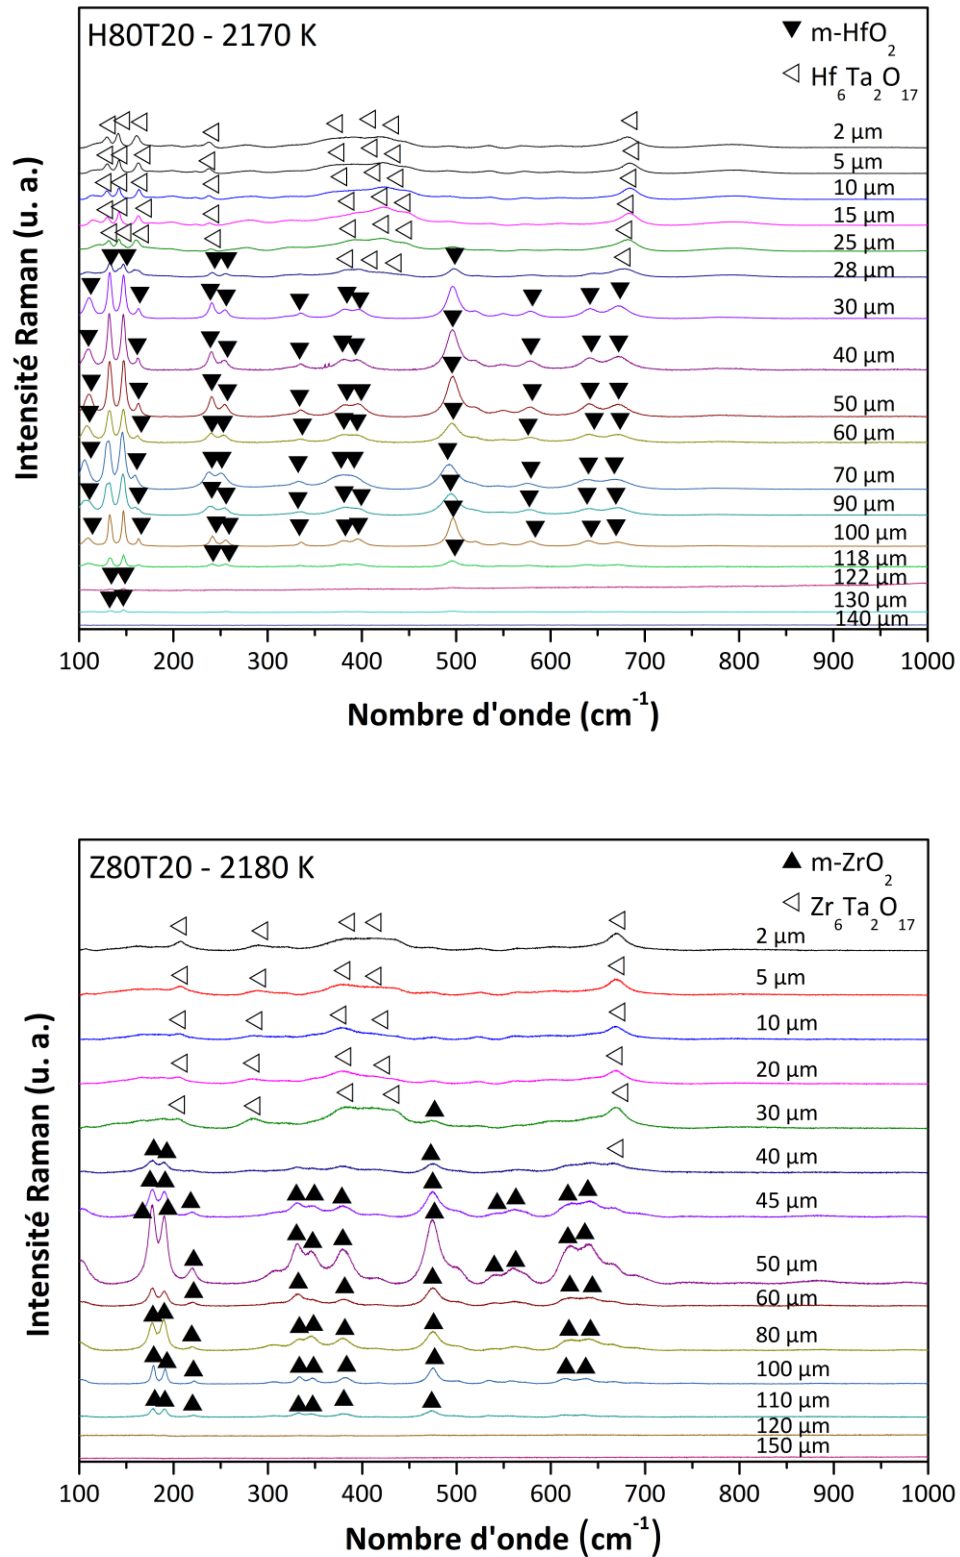 H80T20 - 2170 K
▼ m-HfO₂
◁ Hf₆Ta₂O₁₇
2 µm
5 µm
10 µm
15 µm
25 µm
28 µm
30 µm
40 µm
50 µm
60 µm
70 µm
90 µm
100 µm
118 µm
122 µm
130 µm
140 µm
Intensité Raman (u. a.)
100 200 300 400 500 600 700 800 900 1000
Nombre d'onde (cm⁻¹)
Z80T20 - 2180 K
▲ m-ZrO₂
◁ Zr₆Ta₂O₁₇
2 µm
5 µm
10 µm
20 µm
30 µm
40 µm
45 µm
50 µm
60 µm
80 µm
100 µm
110 µm
120 µm
150 µm
Intensité Raman (u. a.)
100 200 300 400 500 600 700 800 900 1000
Nombre d'onde (cm⁻¹)